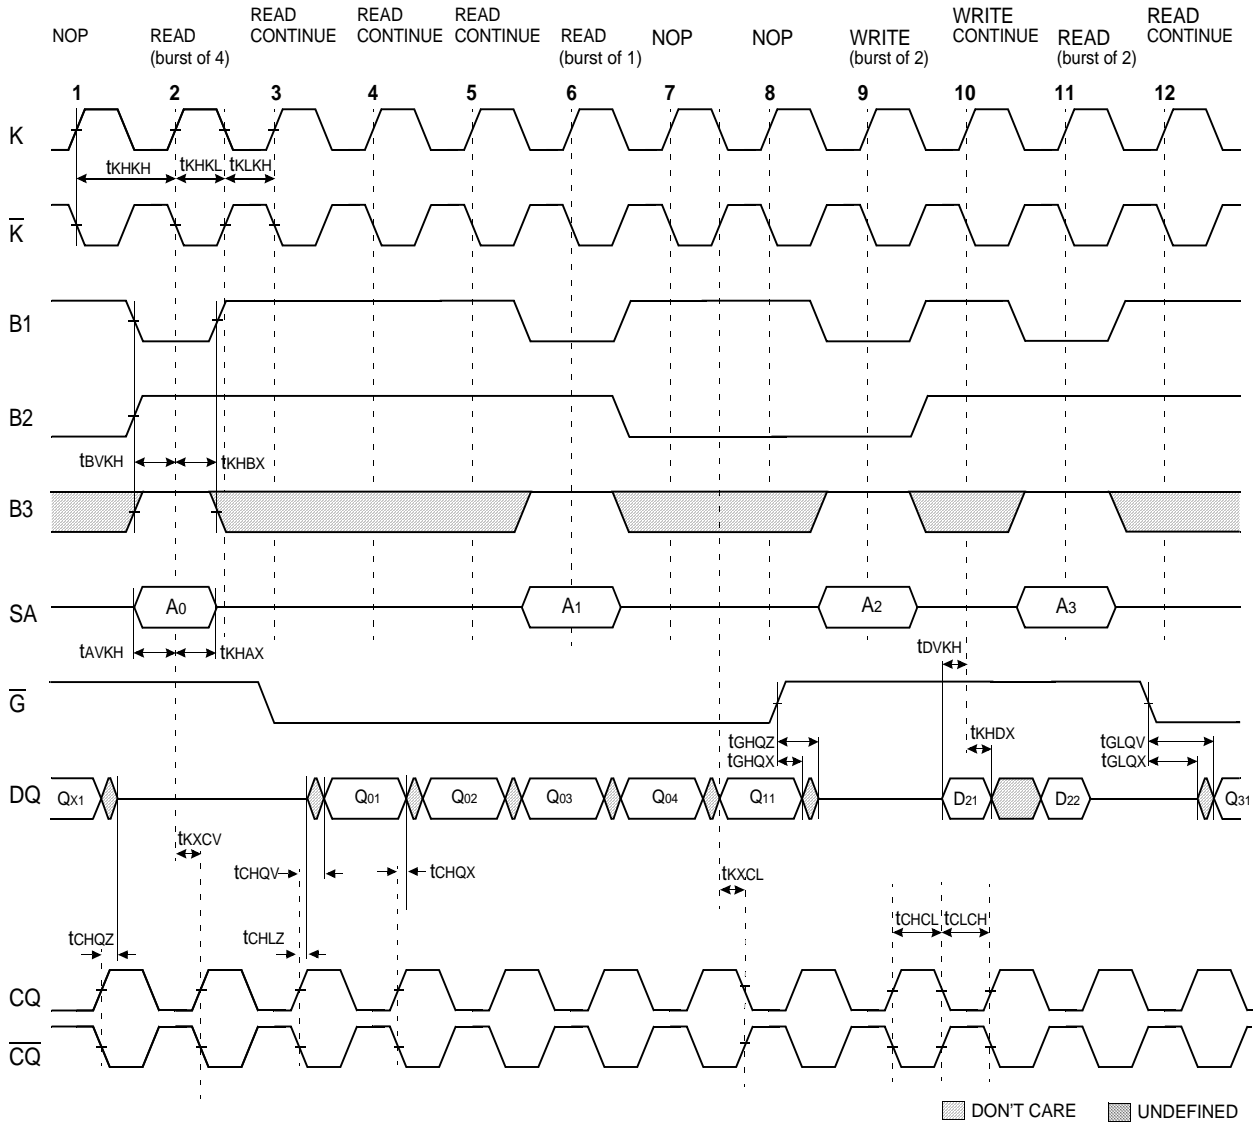 NOP
READ
(burst of 4)
READ
CONTINUE
READ
CONTINUE
READ
CONTINUE
READ
(burst of 1)
NOP
NOP
WRITE
(burst of 2)
WRITE
CONTINUE
READ
(burst of 2)
READ
CONTINUE
1 2 3 4 5 6 7 8 9 10 11 12
K
tKHKH tKHKL tKLKH
K
B1
B2
tBVKH tKHBX
B3
SA A0 A1 A2 A3
tAVKH tKHAX tDVKH
G
tGHQZ tKHDX tGLQV
tGHQX tGLQX
DQ QX1 Q01 Q02 Q03 Q04 Q11 D21 D22 Q31
tKXCV
tCHQV tCHQX tKXCL
tCHQZ tCHLZ tCHCL tCLCH
CQ
CQ
DON'T CARE UNDEFINED